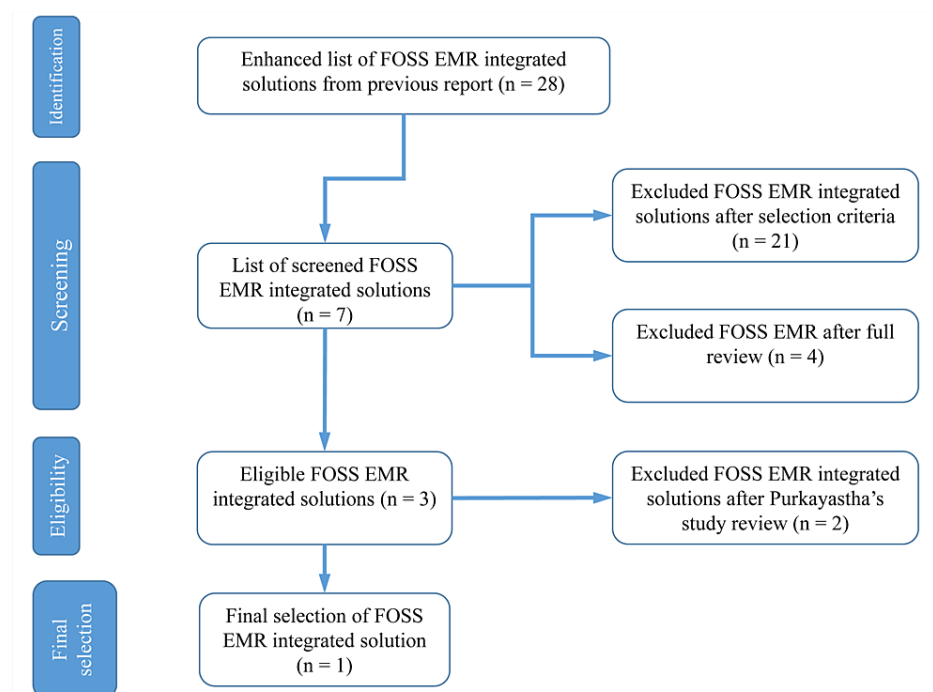 Identification
Enhanced list of FOSS EMR integrated
solutions from previous report (n = 28)
Screening
List of screened FOSS
EMR integrated solutions
(n = 7)
Excluded FOSS EMR integrated
solutions after selection criteria
(n = 21)
Excluded FOSS EMR after full
review (n = 4)
Eligibility
Eligible FOSS EMR
integrated solutions (n = 3)
Excluded FOSS EMR integrated
solutions after Purkayastha’s
study review (n = 2)
Final
selection
Final selection of FOSS
EMR integrated solution
(n = 1)